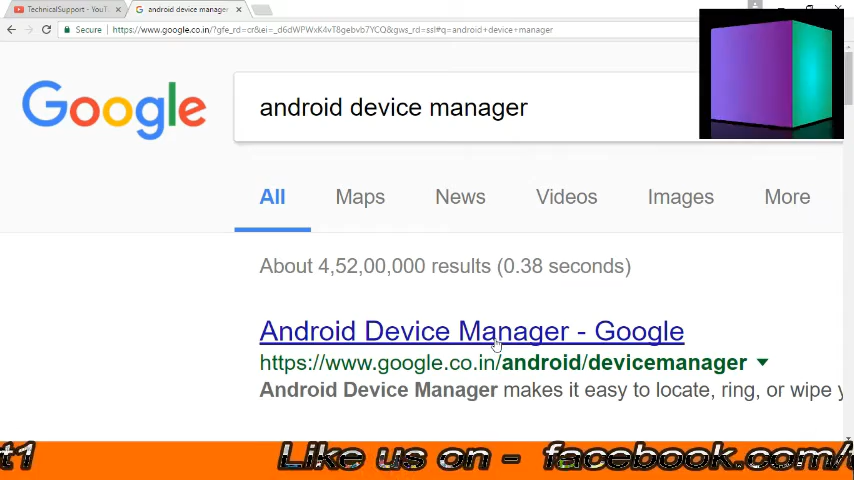 TechnicalSupport - YouT
android device manager
Secure
https://www.google.co.in/?gfe_rd=cr&ei=_d6dWPWxK4vT8gebvb7YCQ&gws_rd=ssl#q=android+device+manager
Google
android device manager
All Maps News Videos Images More
About 4,52,00,000 results (0.38 seconds)
Android Device Manager - Google
https://www.google.co.in/android/devicemanager
Android Device Manager makes it easy to locate, ring, or wipe y
t1 Like us on - facebook.com/t